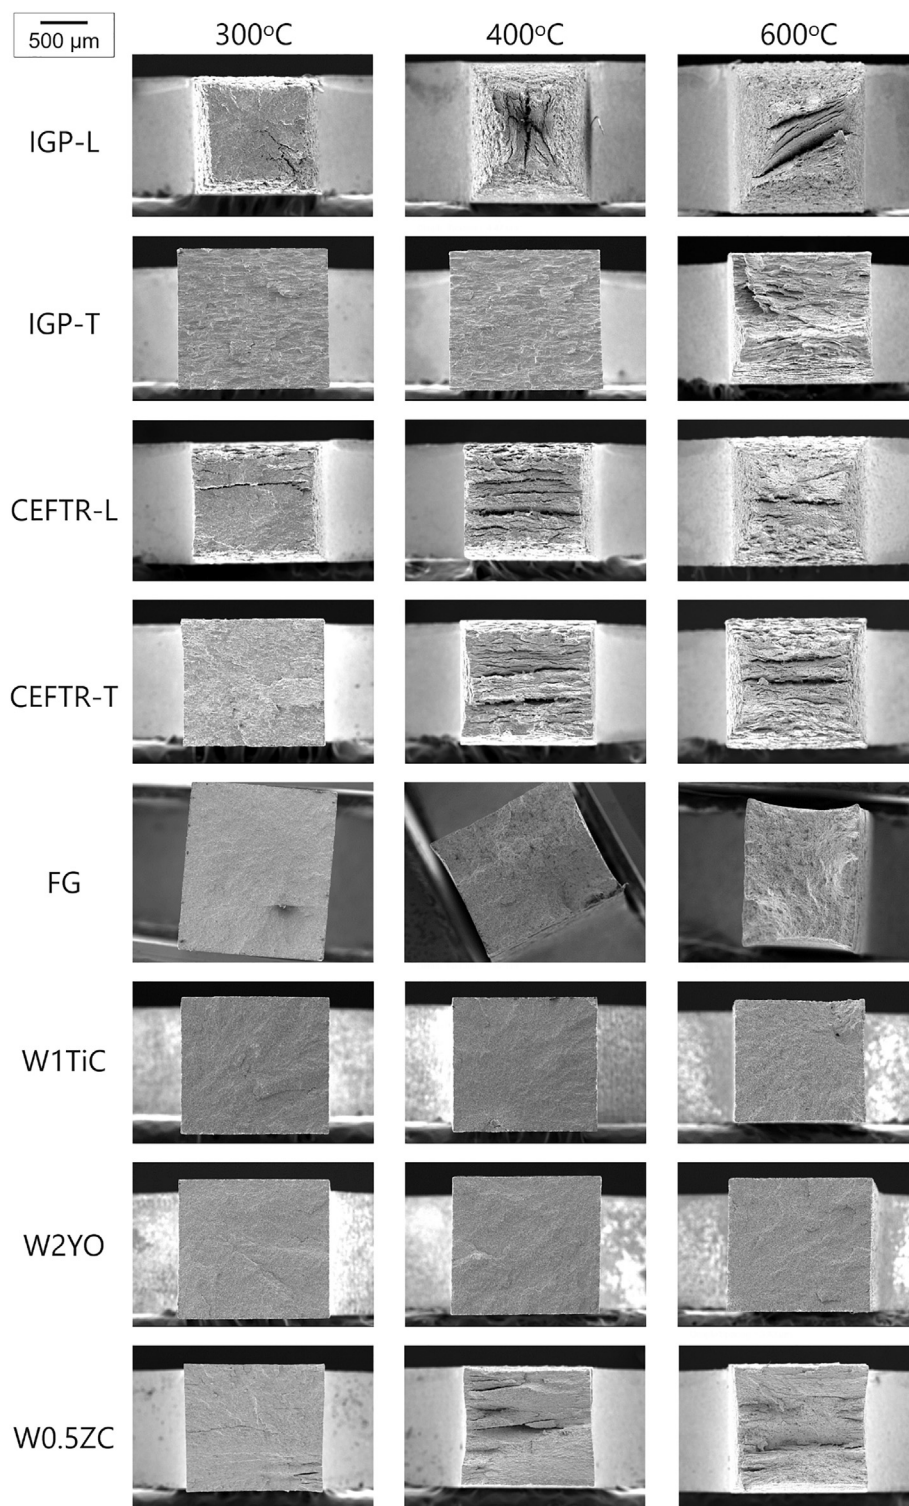 500 μm
300°C 400°C 600°C
IGP-L
IGP-T
CEFTR-L
CEFTR-T
FG
W1TiC
W2YO
W0.5ZC